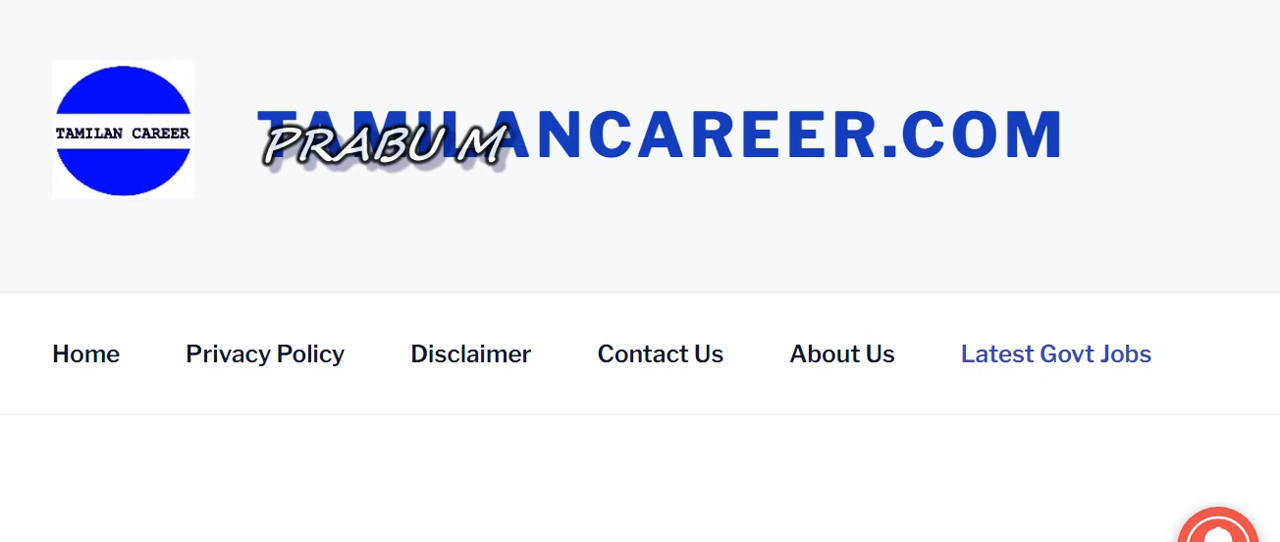 TAMILAN CAREER
TAMILANCAREER.COM
PRABU M
Home Privacy Policy Disclaimer Contact Us About Us Latest Govt Jobs